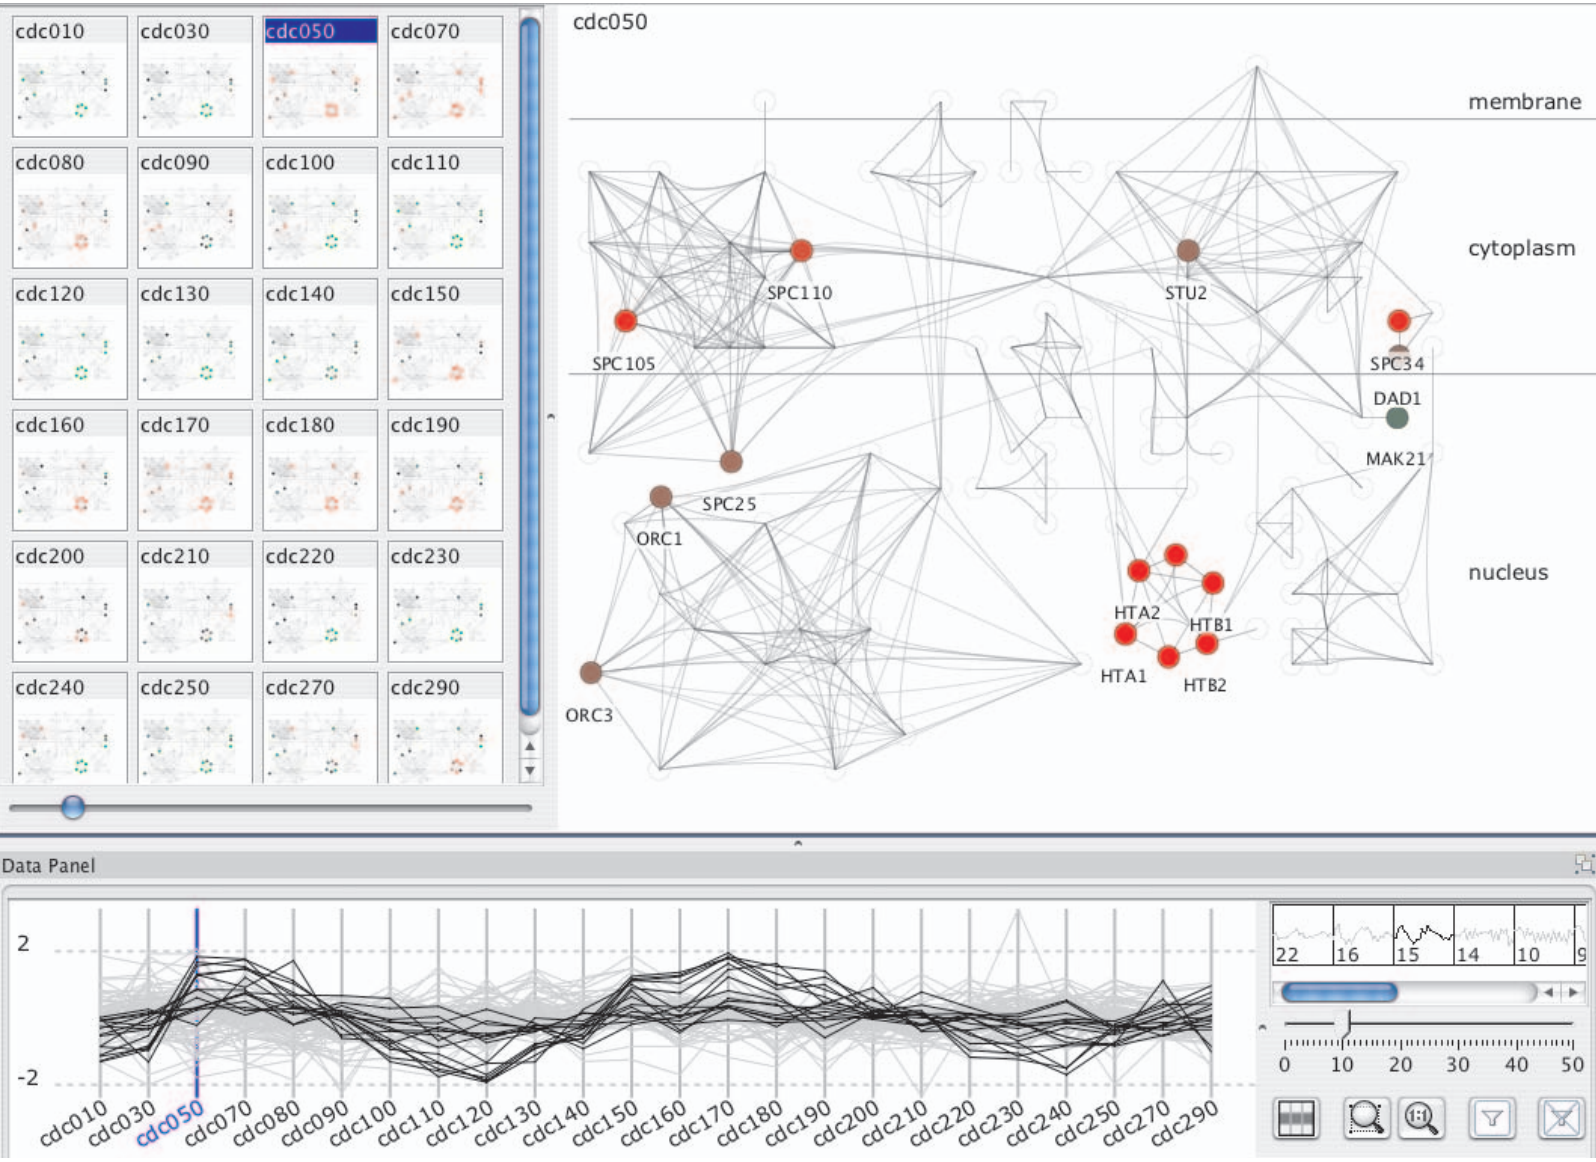 cdc010 cdc030 cdc050 cdc070
cdc080 cdc090 cdc100 cdc110
cdc120 cdc130 cdc140 cdc150
cdc160 cdc170 cdc180 cdc190
cdc200 cdc210 cdc220 cdc230
cdc240 cdc250 cdc270 cdc290
cdc050
membrane
cytoplasm
SPC110
STU2
SPC105
SPC34
DAD1
MAK21
SPC25
ORC1
nucleus
HTA2
HTB1
HTA1
HTB2
ORC3
Data Panel
2
-2
cdc010 cdc030 cdc050 cdc070 cdc080 cdc090 cdc100 cdc110 cdc120 cdc130 cdc140 cdc150 cdc160 cdc170 cdc180 cdc190 cdc200 cdc210 cdc220 cdc230 cdc240 cdc250 cdc270 cdc290
22 16 15 14 10 9
0 10 20 30 40 50
1:1